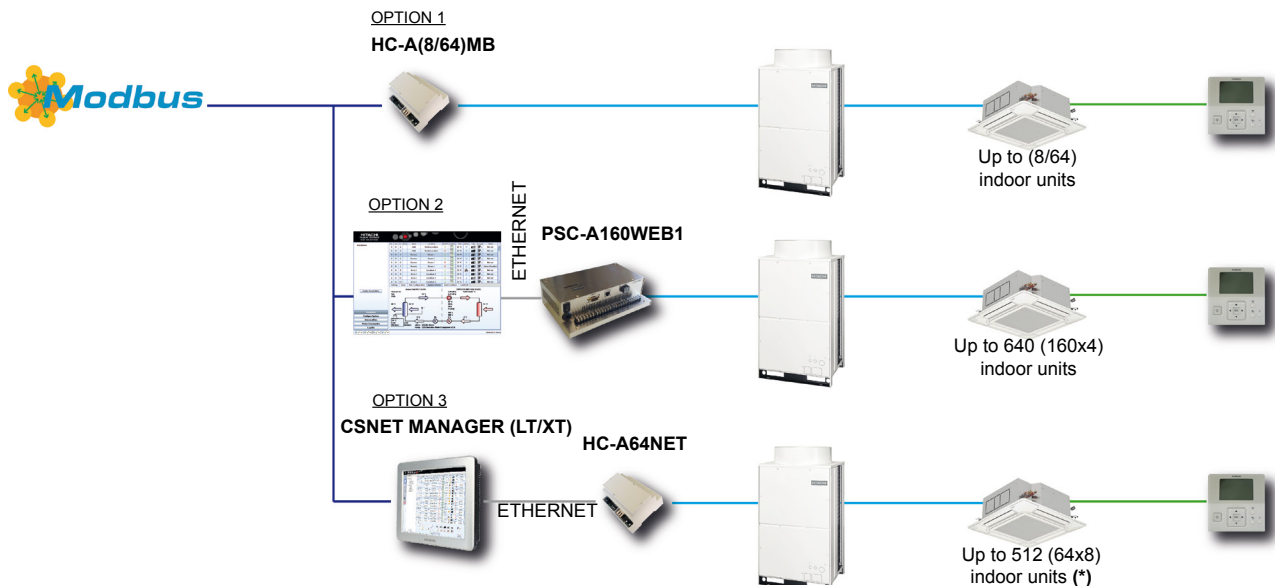 OPTION 1
HC-A(8/64)MB
Modbus
Up to (8/64)
indoor units
OPTION 2
ETHERNET
PSC-A160WEB1
HITACHI
Up to 640 (160x4)
indoor units
OPTION 3
CSNET MANAGER (LT/XT)
HC-A64NET
ETHERNET
Up to 512 (64x8)
indoor units (*)